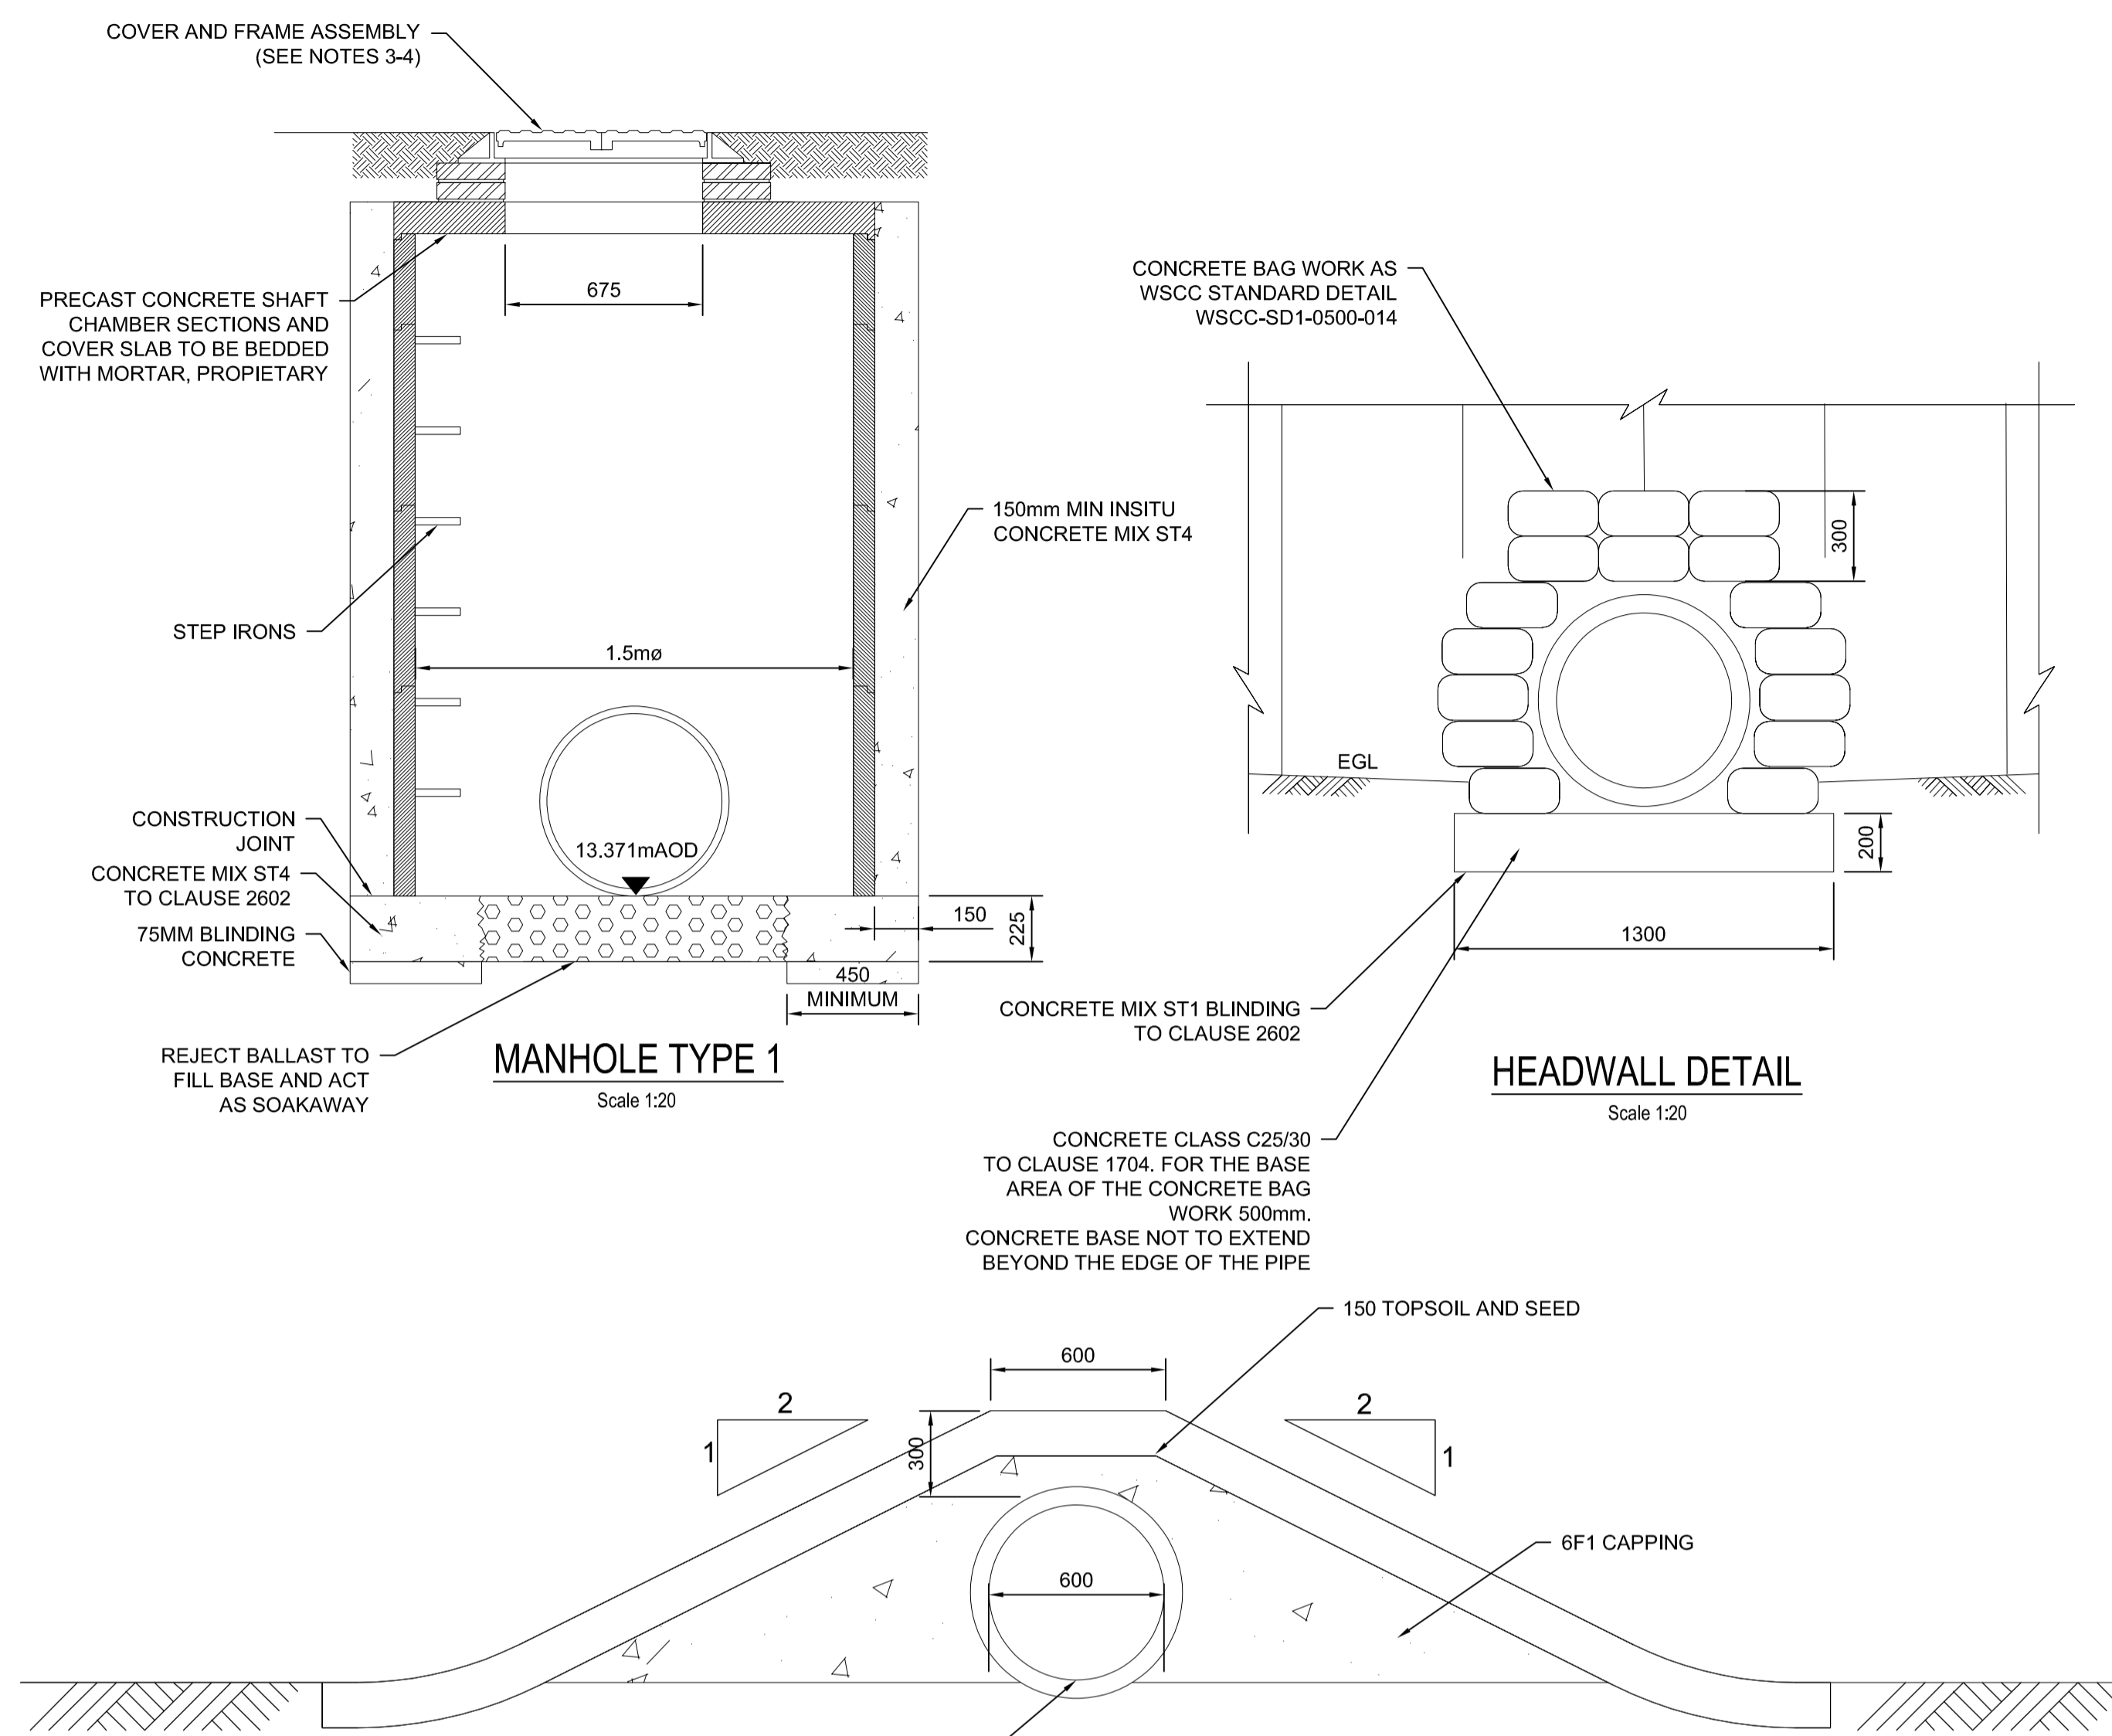 COVER AND FRAME ASSEMBLY
(SEE NOTES 3-4)
PRECAST CONCRETE SHAFT
CHAMBER SECTIONS AND
COVER SLAB TO BE BEDDED
WITH MORTAR, PROPIETARY
675
STEP IRONS
1.5mø
150mm MIN INSITU
CONCRETE MIX ST4
13.371mAOD
CONSTRUCTION
JOINT
CONCRETE MIX ST4
TO CLAUSE 2602
75MM BLINDING
CONCRETE
150
225
450
MINIMUM
REJECT BALLAST TO
FILL BASE AND ACT
AS SOAKAWAY
MANHOLE TYPE 1
Scale 1:20
CONCRETE BAG WORK AS
WSCC STANDARD DETAIL
WSCC-SD1-0500-014
300
EGL
200
1300
CONCRETE MIX ST1 BLINDING
TO CLAUSE 2602
HEADWALL DETAIL
Scale 1:20
CONCRETE CLASS C25/30
TO CLAUSE 1704. FOR THE BASE
AREA OF THE CONCRETE BAG
WORK 500mm.
CONCRETE BASE NOT TO EXTEND
BEYOND THE EDGE OF THE PIPE
150 TOPSOIL AND SEED
600
2
1
300
2
1
6F1 CAPPING
600